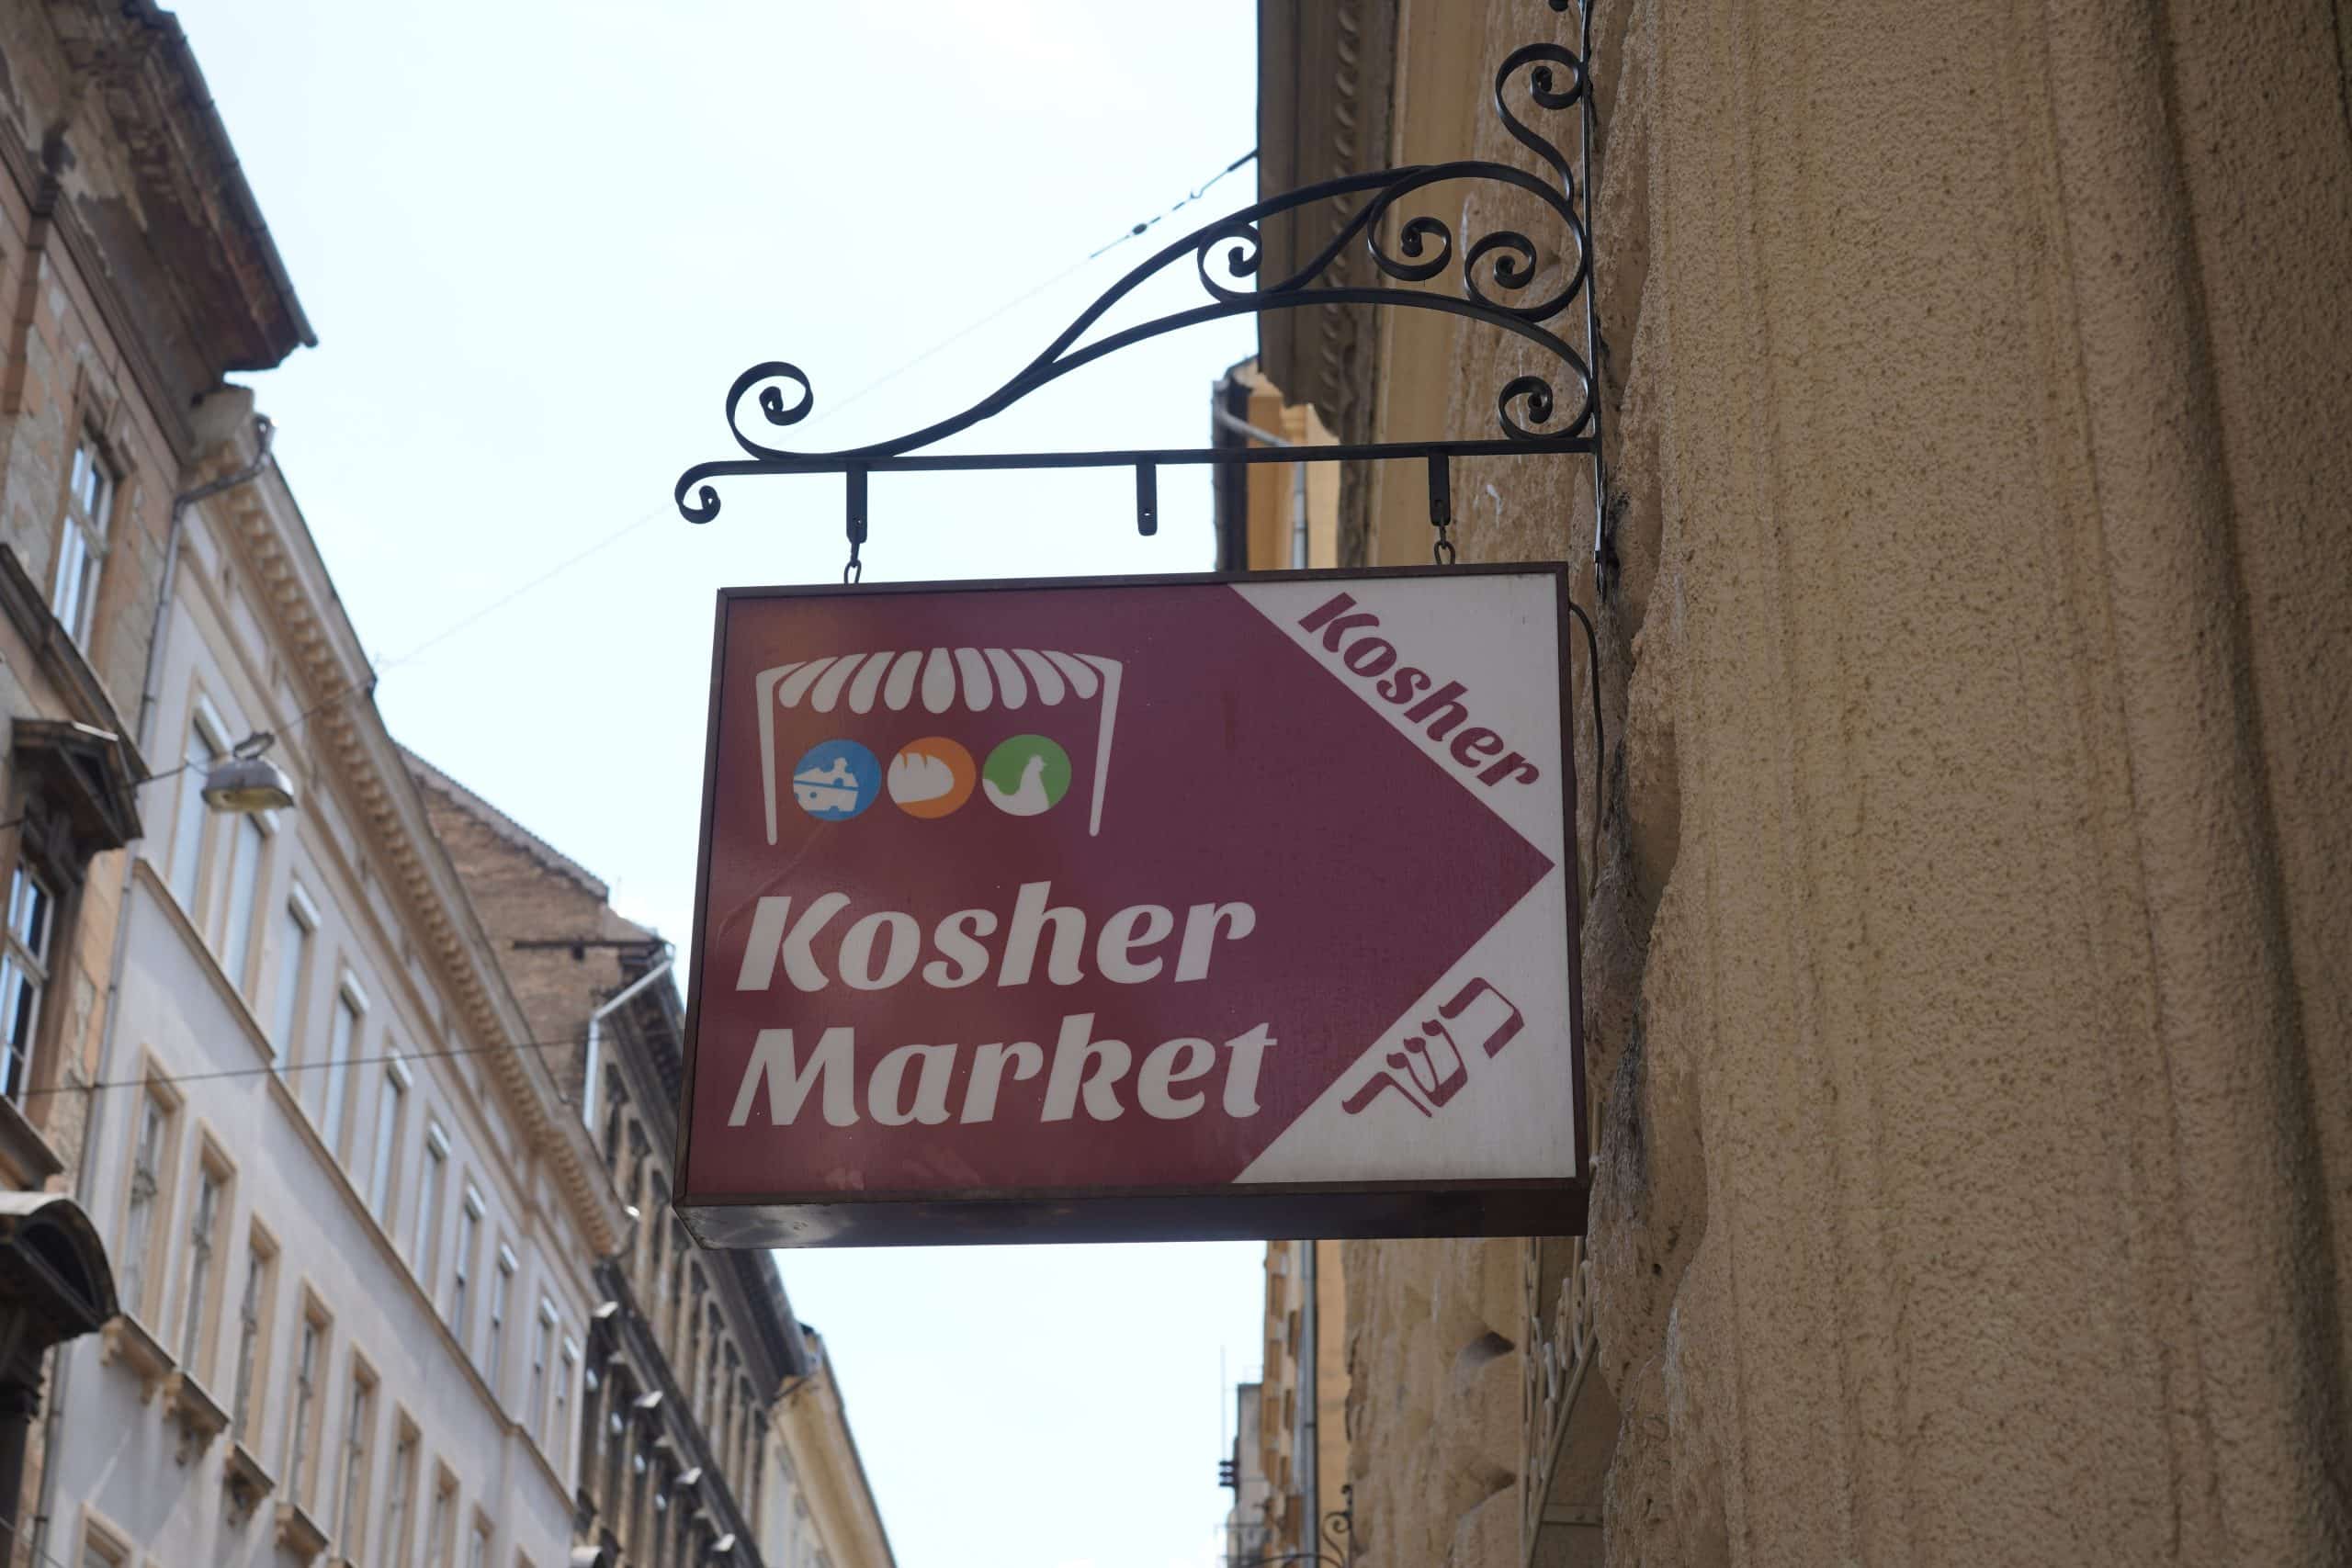 Kosher
Kosher
Market
כשר